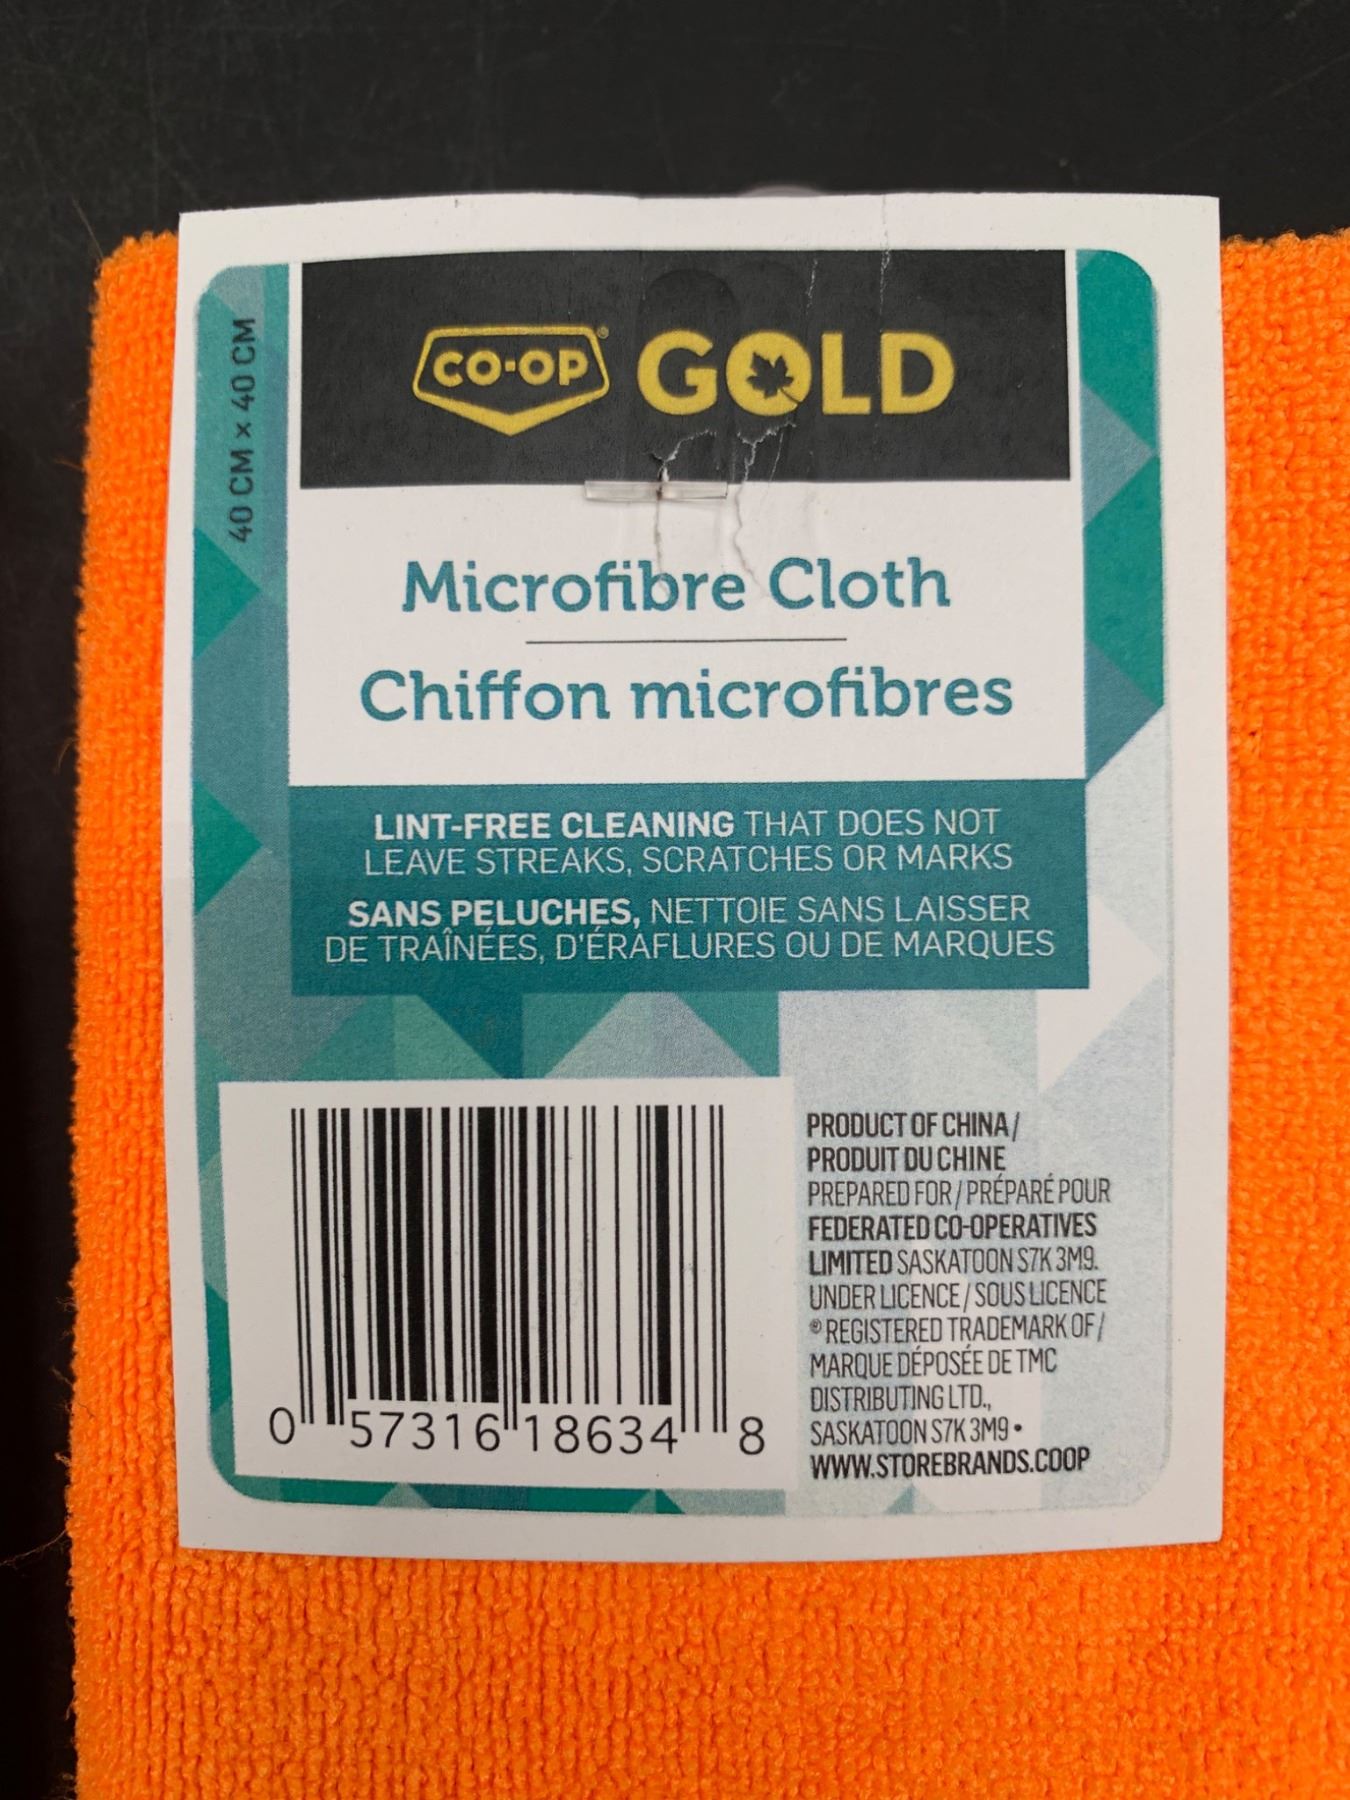 40 CM x 40 CM
CO-OP® GOLD
Microfibre Cloth
Chiffon microfibres
LINT-FREE CLEANING THAT DOES NOT
LEAVE STREAKS, SCRATCHES OR MARKS
SANS PELUCHES, NETTOIE SANS LAISSER
DE TRAÎNÉES, D'ÉRAFLURES OU DE MARQUES
0 57316 18634 8
PRODUCT OF CHINA /
PRODUIT DU CHINE
PREPARED FOR / PRÉPARÉ POUR
FEDERATED CO-OPERATIVES
LIMITED SASKATOON S7K 3M9.
UNDER LICENCE / SOUS LICENCE
® REGISTERED TRADEMARK OF /
MARQUE DÉPOSÉE DE TMC
DISTRIBUTING LTD.,
SASKATOON S7K 3M9 •
WWW.STOREBRANDS.COOP